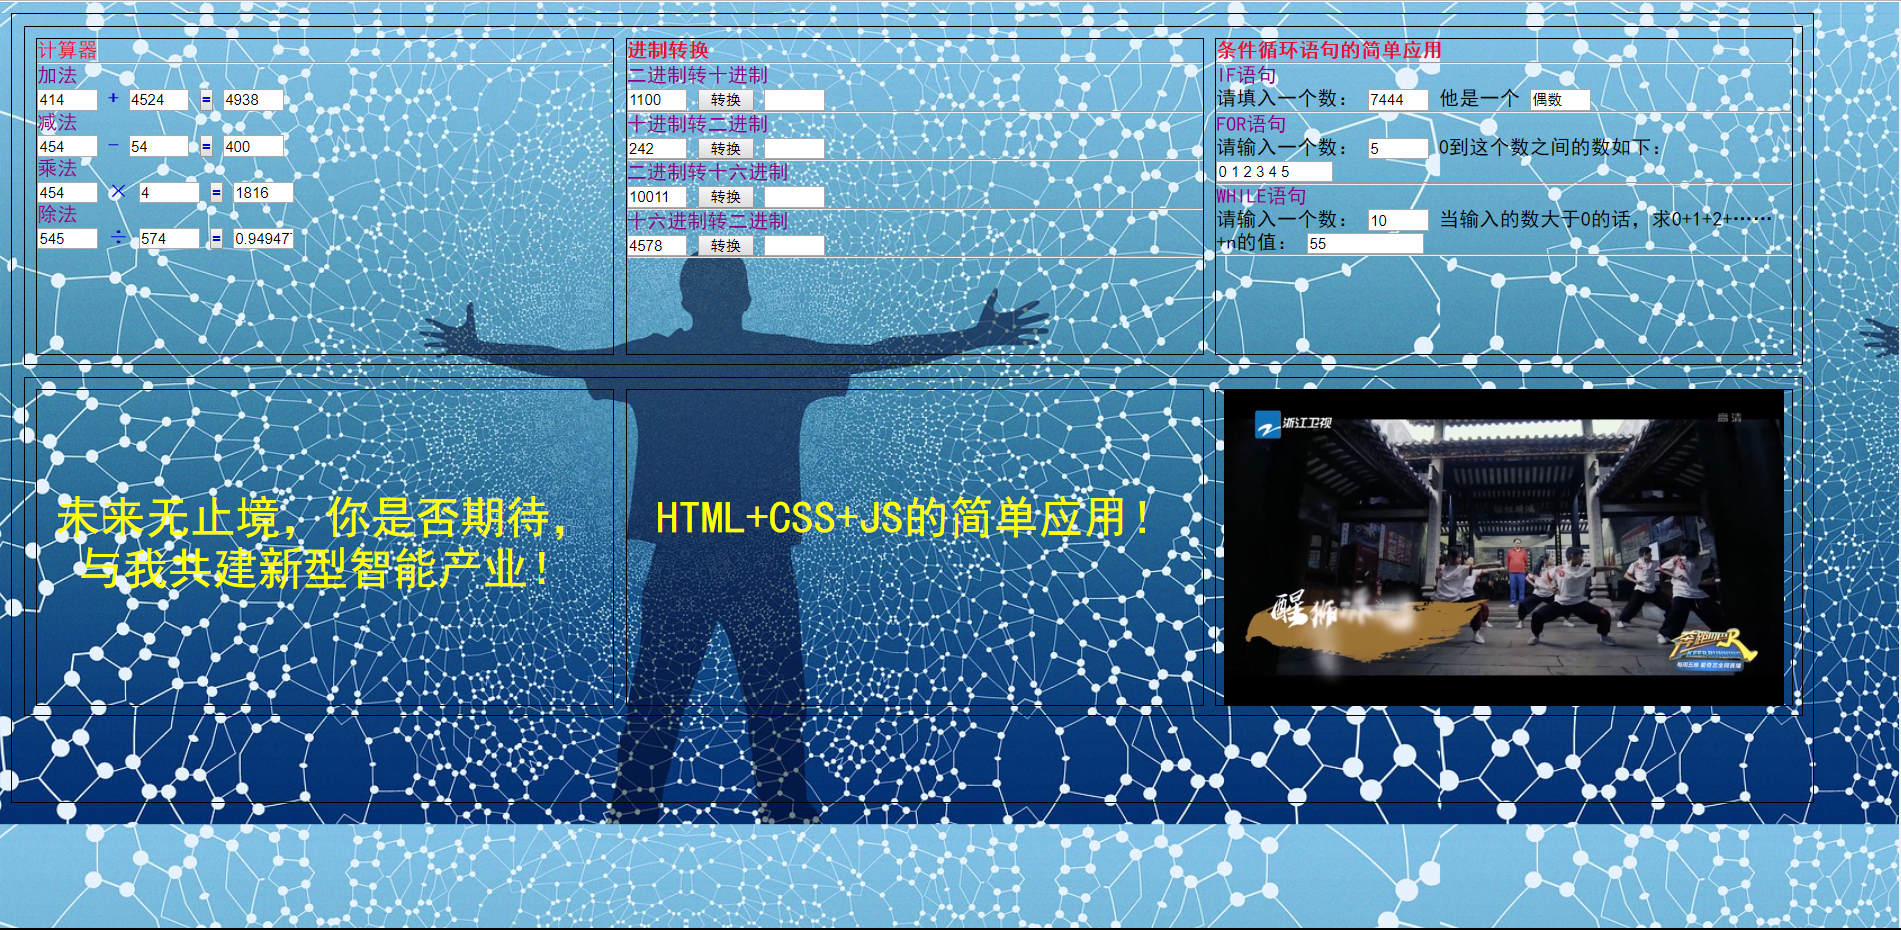 计算器
加法
414 + 4524 = 4938
减法
454 - 54 = 400
乘法
454 × 4 = 1816
除法
545 ÷ 574 = 0.94947
进制转换
二进制转十进制
1100 转换
十进制转二进制
242 转换
二进制转十六进制
10011 转换
十六进制转二进制
4578 转换
条件循环语句的简单应用
IF语句
请填入一个数： 7444 他是一个 偶数
FOR语句
请输入一个数： 5 0到这个数之间的数如下：
0 1 2 3 4 5
WHILE语句
请输入一个数： 10 当输入的数大于0的话，求0+1+2+……
+n的值： 55
未来无止境，你是否期待，
与我共建新型智能产业！
HTML+CSS+JS的简单应用！
浙江卫视
高清
醒狮
奔跑吧
KEEP RUNNING